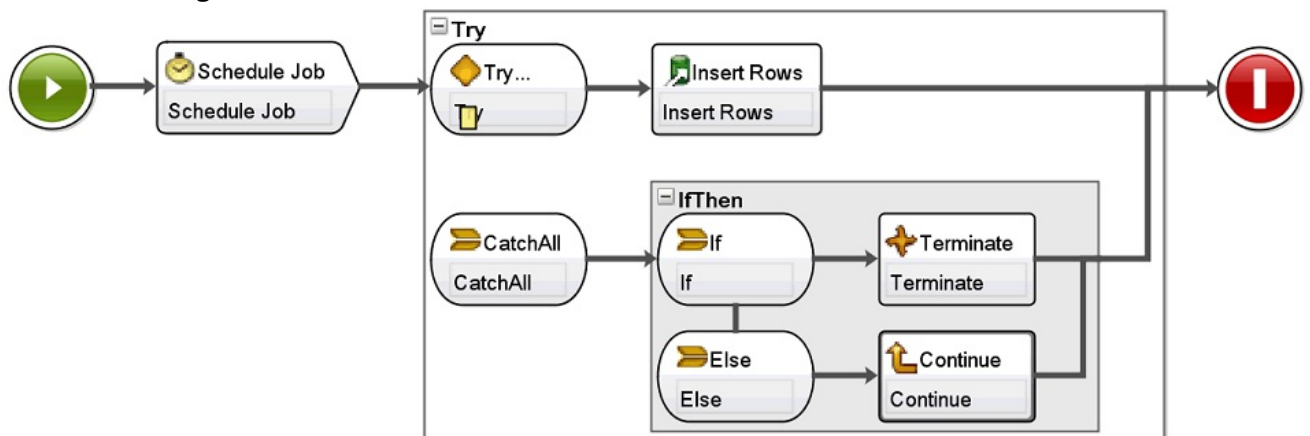 Try
Schedule Job
Schedule Job
Try...
Try
Insert Rows
Insert Rows
IfThen
CatchAll
CatchAll
If
If
Terminate
Terminate
Else
Else
Continue
Continue